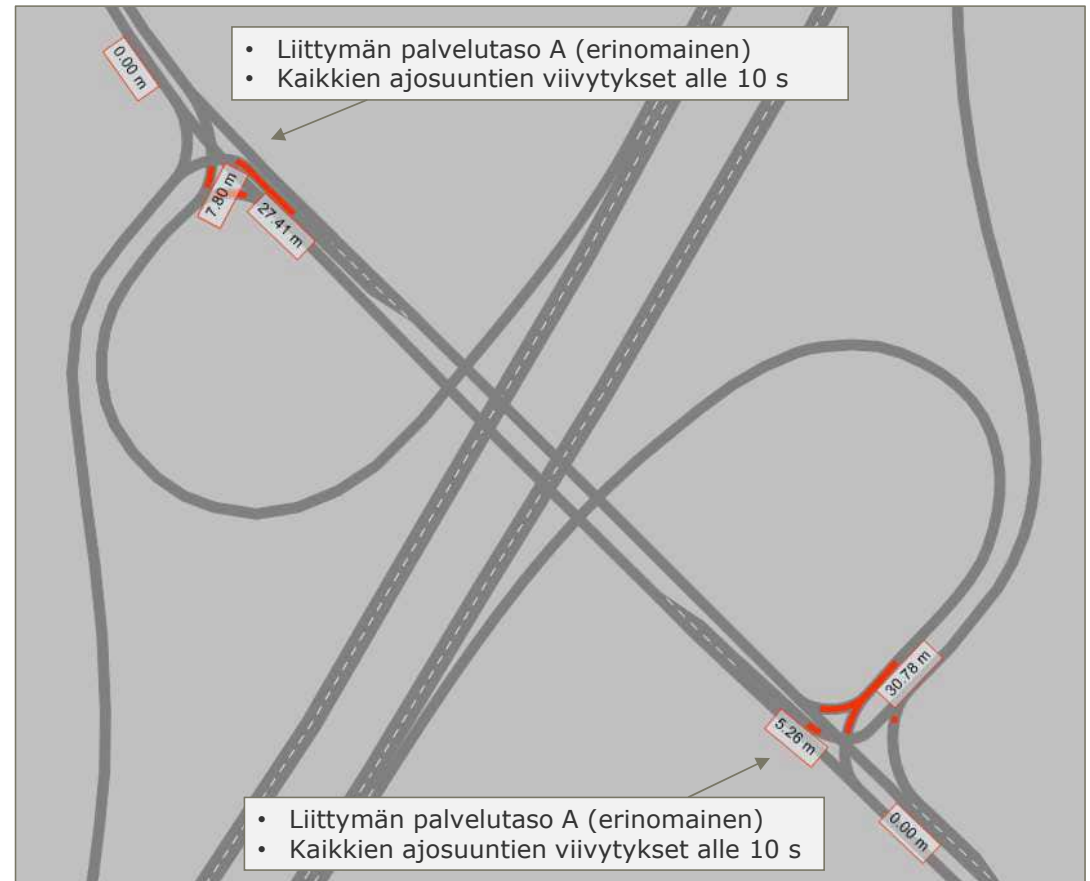 • Liittymän palvelutaso A (erinomainen)
• Kaikkien ajosuuntien viivytykset alle 10 s
0.00 m
7.80 m
27.41 m
30.78 m
5.26 m
0.00 m
• Liittymän palvelutaso A (erinomainen)
• Kaikkien ajosuuntien viivytykset alle 10 s